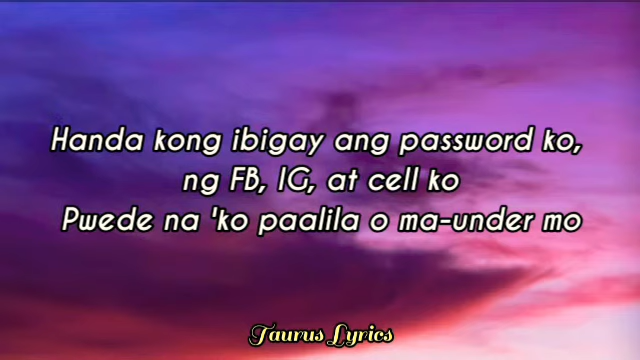 Handa kong ibigay ang password ko,
ng FB, IG, at cell ko
Pwede na 'ko paalila o ma-under mo
Taurus Lyrics